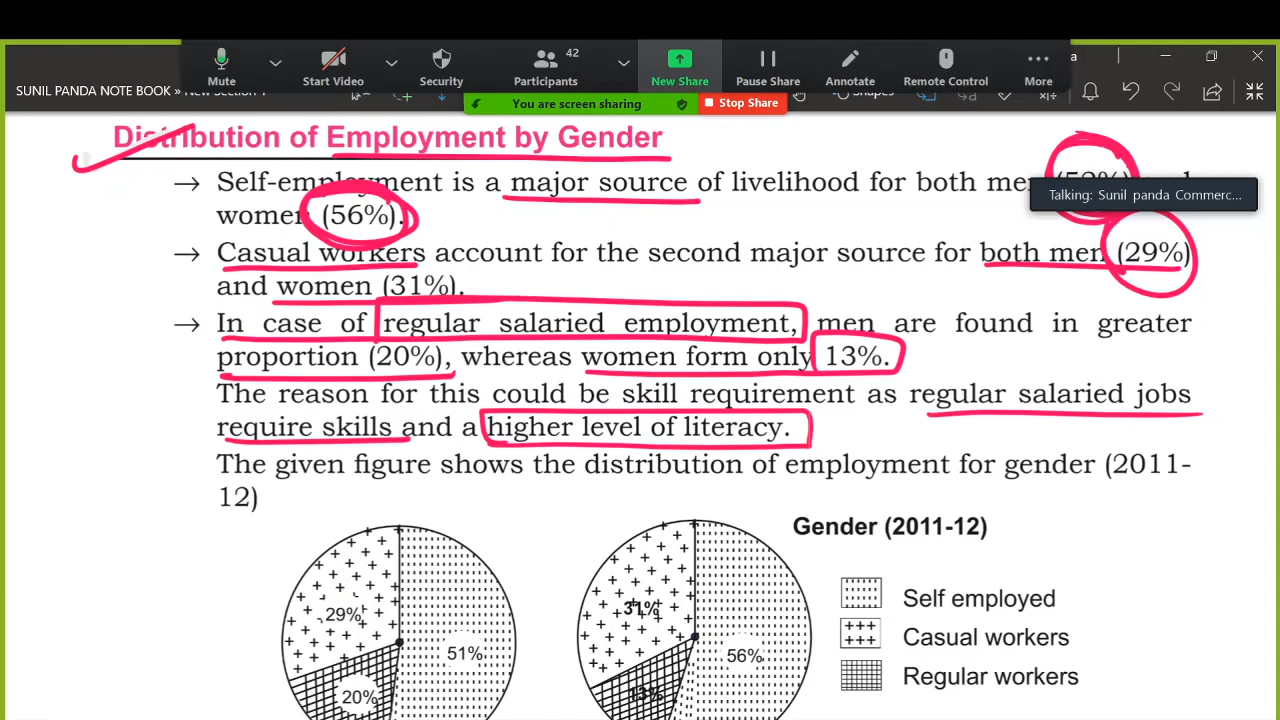 42
a
Mute
Start Video
Security
Participants
New Share
Pause Share
Annotate
Remote Control
More
SUNIL PANDA NOTE BOOK » New Section 1
You are screen sharing
Stop Share
Distribution of Employment by Gender
→ Self-employment is a major source of livelihood for both men (52%)
Talking: Sunil panda Commerc...
women (56%).
→ Casual workers account for the second major source for both men (29%)
and women (31%).
→ In case of regular salaried employment, men are found in greater
proportion (20%), whereas women form only 13%.
The reason for this could be skill requirement as regular salaried jobs
require skills and a higher level of literacy.
The given figure shows the distribution of employment for gender (2011-
12)
Gender (2011-12)
29%
31%
51%
56%
20%
13%
Self employed
Casual workers
Regular workers